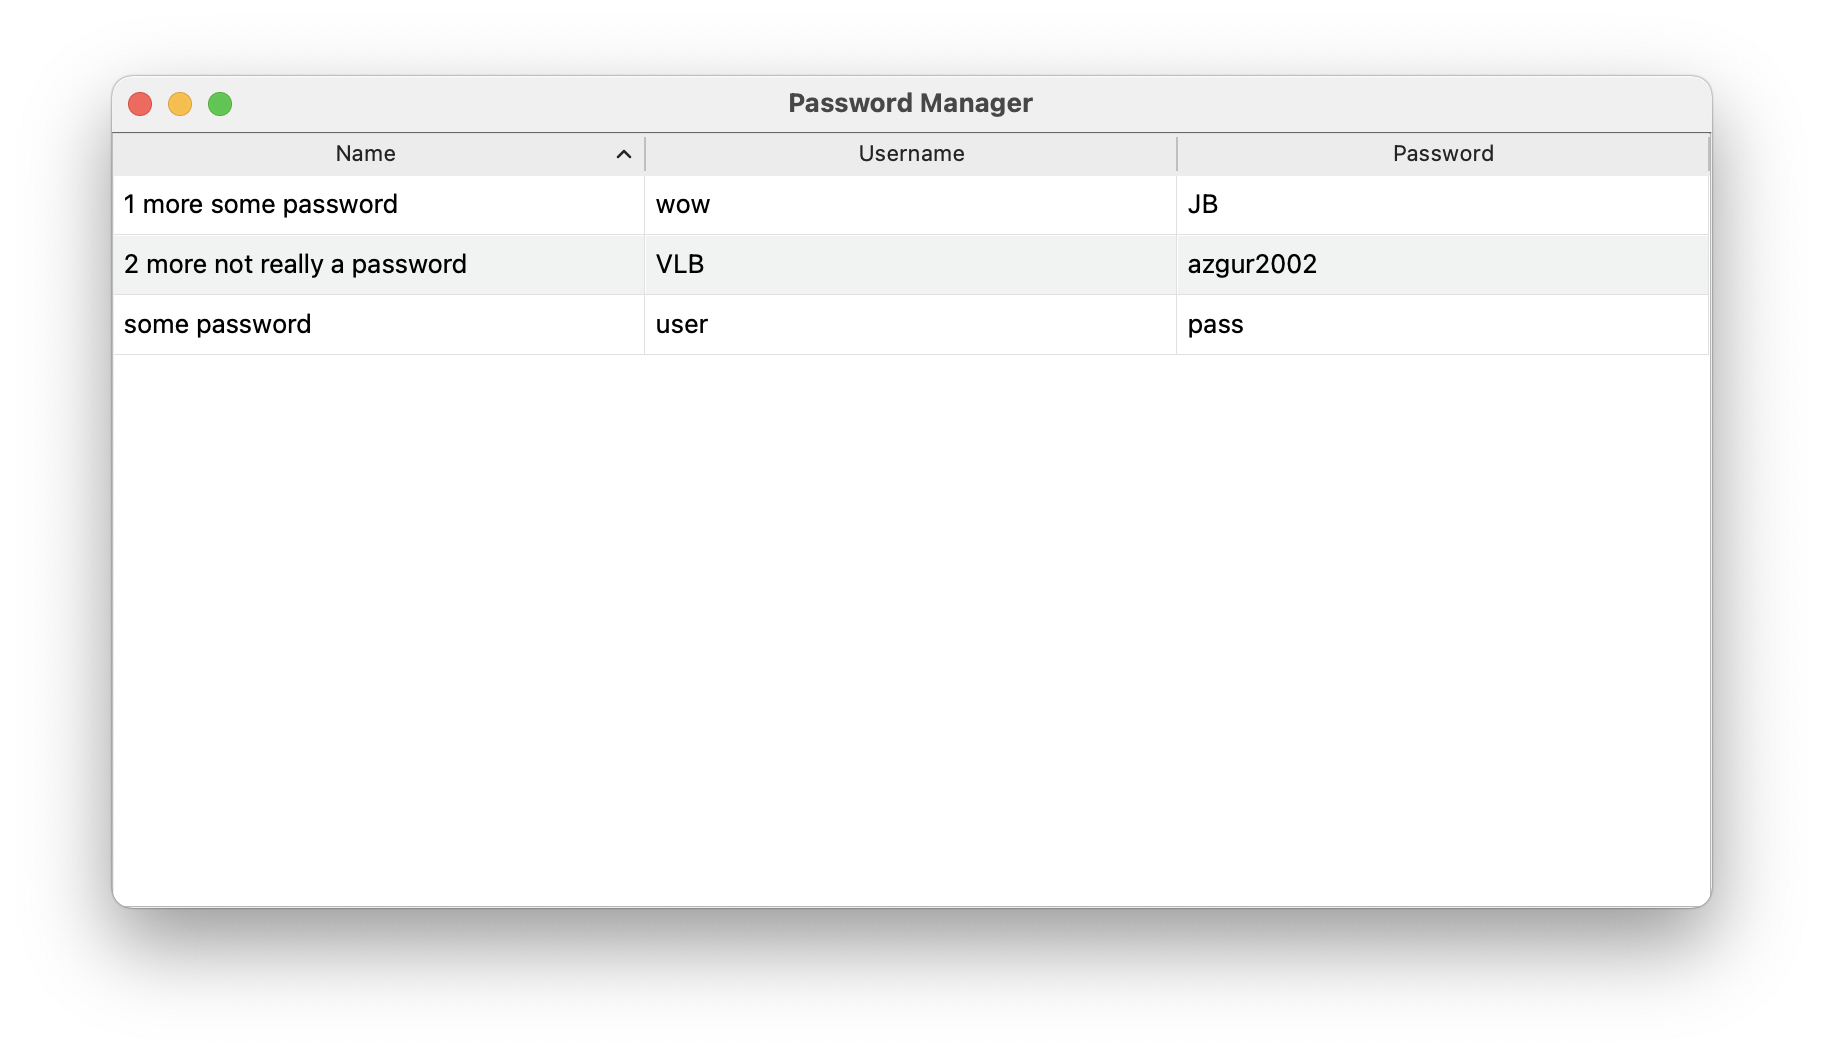 Password Manager
Name Username Password
1 more some password wow JB
2 more not really a password VLB azgur2002
some password user pass